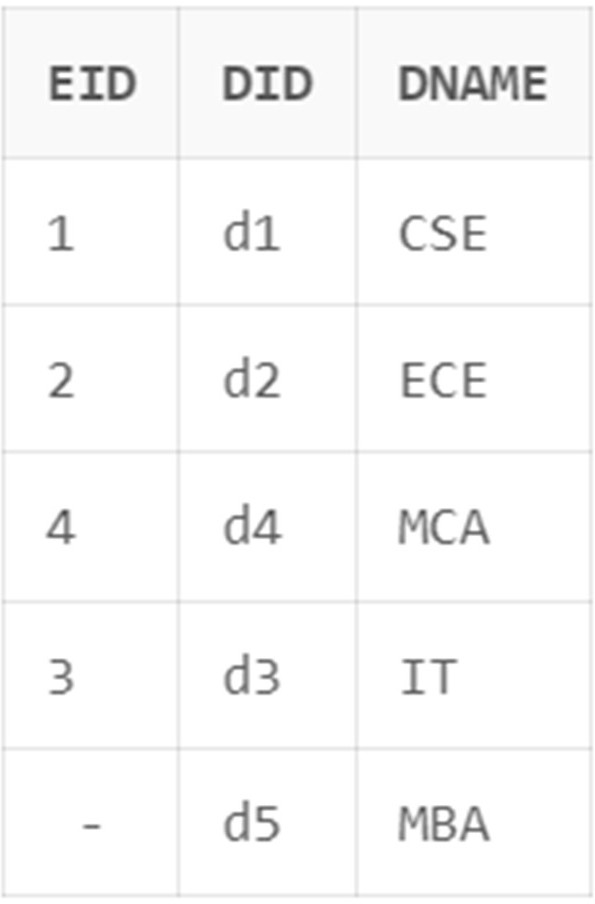 EID DID DNAME
1 d1 CSE
2 d2 ECE
4 d4 MCA
3 d3 IT
- d5 MBA